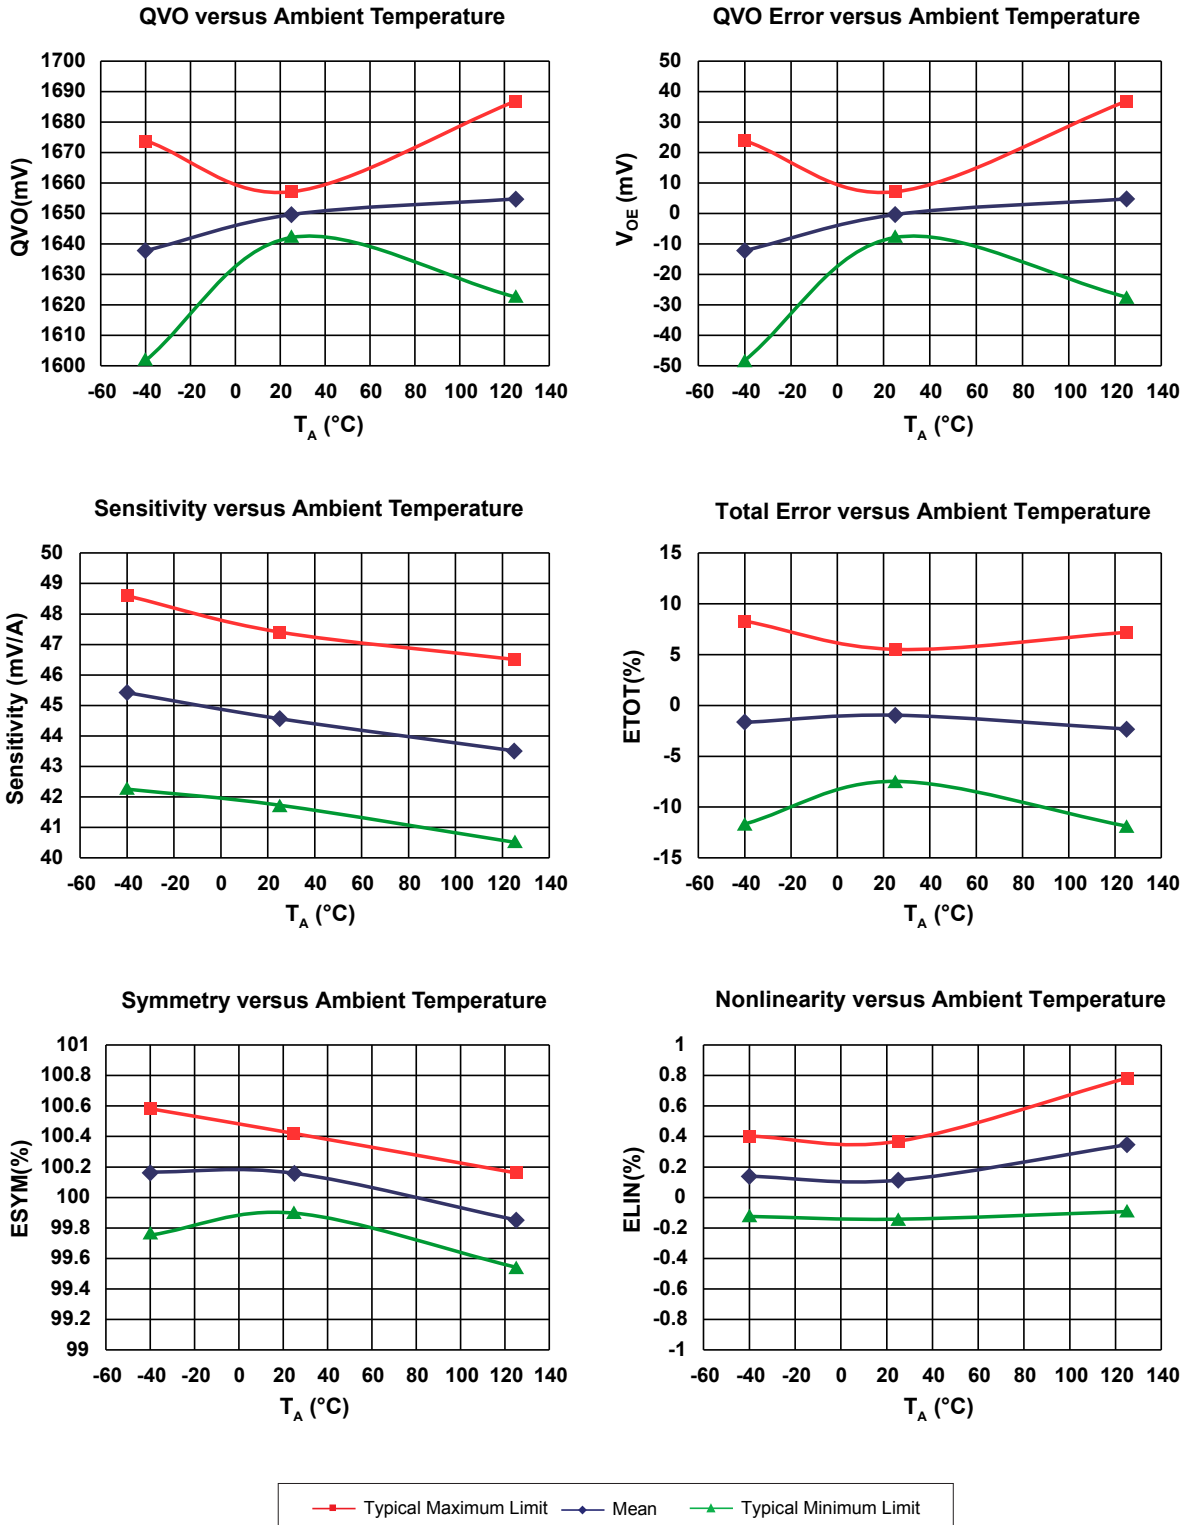 QVO versus Ambient Temperature
QVO(mV)
1700
1690
1680
1670
1660
1650
1640
1630
1620
1610
1600
-60 -40 -20 0 20 40 60 80 100 120 140
TA (°C)
QVO Error versus Ambient Temperature
VOE (mV)
50
40
30
20
10
0
-10
-20
-30
-40
-50
-60 -40 -20 0 20 40 60 80 100 120 140
TA (°C)
Sensitivity versus Ambient Temperature
Sensitivity (mV/A)
50
49
48
47
46
45
44
43
42
41
40
-60 -40 -20 0 20 40 60 80 100 120 140
TA (°C)
Total Error versus Ambient Temperature
ETOT(%)
15
10
5
0
-5
-10
-15
-60 -40 -20 0 20 40 60 80 100 120 140
TA (°C)
Symmetry versus Ambient Temperature
ESYM(%)
101
100.8
100.6
100.4
100.2
100
99.8
99.6
99.4
99.2
99
-60 -40 -20 0 20 40 60 80 100 120 140
TA (°C)
Nonlinearity versus Ambient Temperature
ELIN(%)
1
0.8
0.6
0.4
0.2
0
-0.2
-0.4
-0.6
-0.8
-1
-60 -40 -20 0 20 40 60 80 100 120 140
TA (°C)
Typical Maximum Limit Mean Typical Minimum Limit